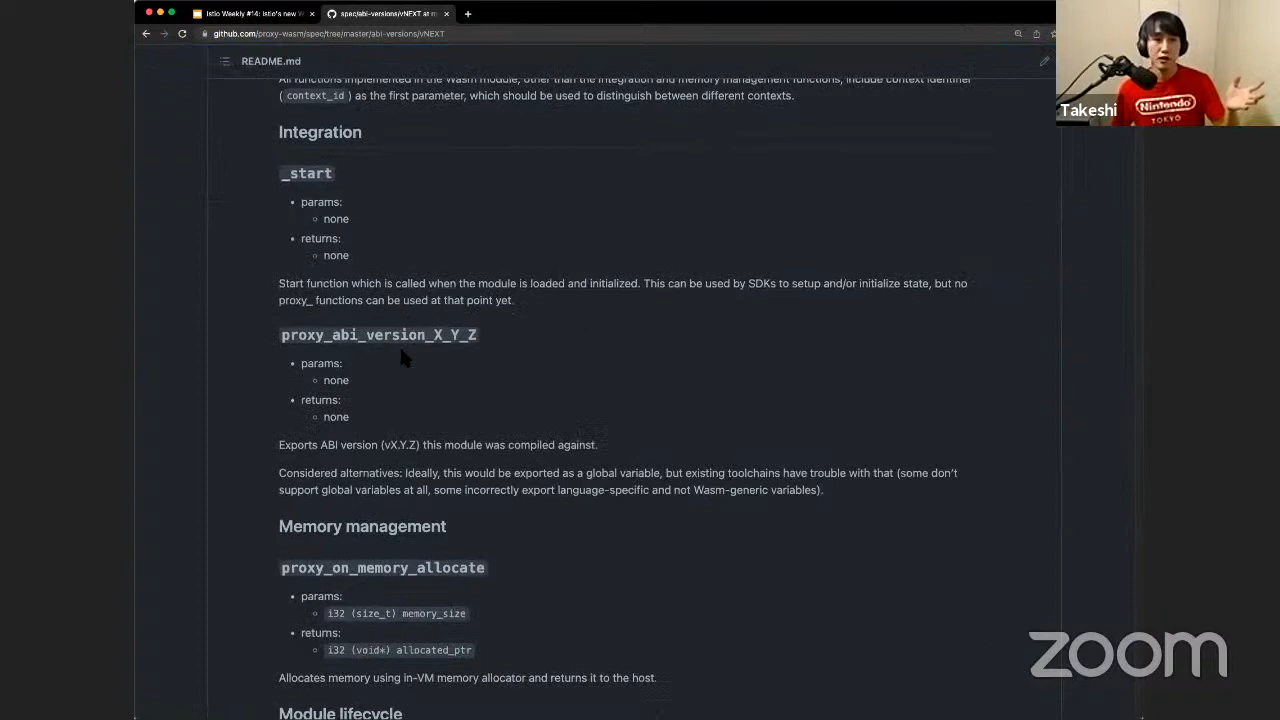 Istio Weekly #14: Istio's new W
spec/abi-versions/vNEXT at m
github.com/proxy-wasm/spec/tree/master/abi-versions/vNEXT
README.md
All functions implemented in the Wasm module, other than the integration and memory management functions, include context identifier
( context_id ) as the first parameter, which should be used to distinguish between different contexts.
Integration
_start
• params:
◦ none
• returns:
◦ none
Start function which is called when the module is loaded and initialized. This can be used by SDKs to setup and/or initialize state, but no
proxy_ functions can be used at that point yet.
proxy_abi_version_X_Y_Z
• params:
◦ none
• returns:
◦ none
Exports ABI version (vX.Y.Z) this module was compiled against.
Considered alternatives: Ideally, this would be exported as a global variable, but existing toolchains have trouble with that (some don't
support global variables at all, some incorrectly export language-specific and not Wasm-generic variables).
Memory management
proxy_on_memory_allocate
• params:
◦ i32 (size_t) memory_size
• returns:
◦ i32 (void*) allocated_ptr
Allocates memory using in-VM memory allocator and returns it to the host.
Module lifecycle
Takeshi
Nintendo
TOKYO
zoom